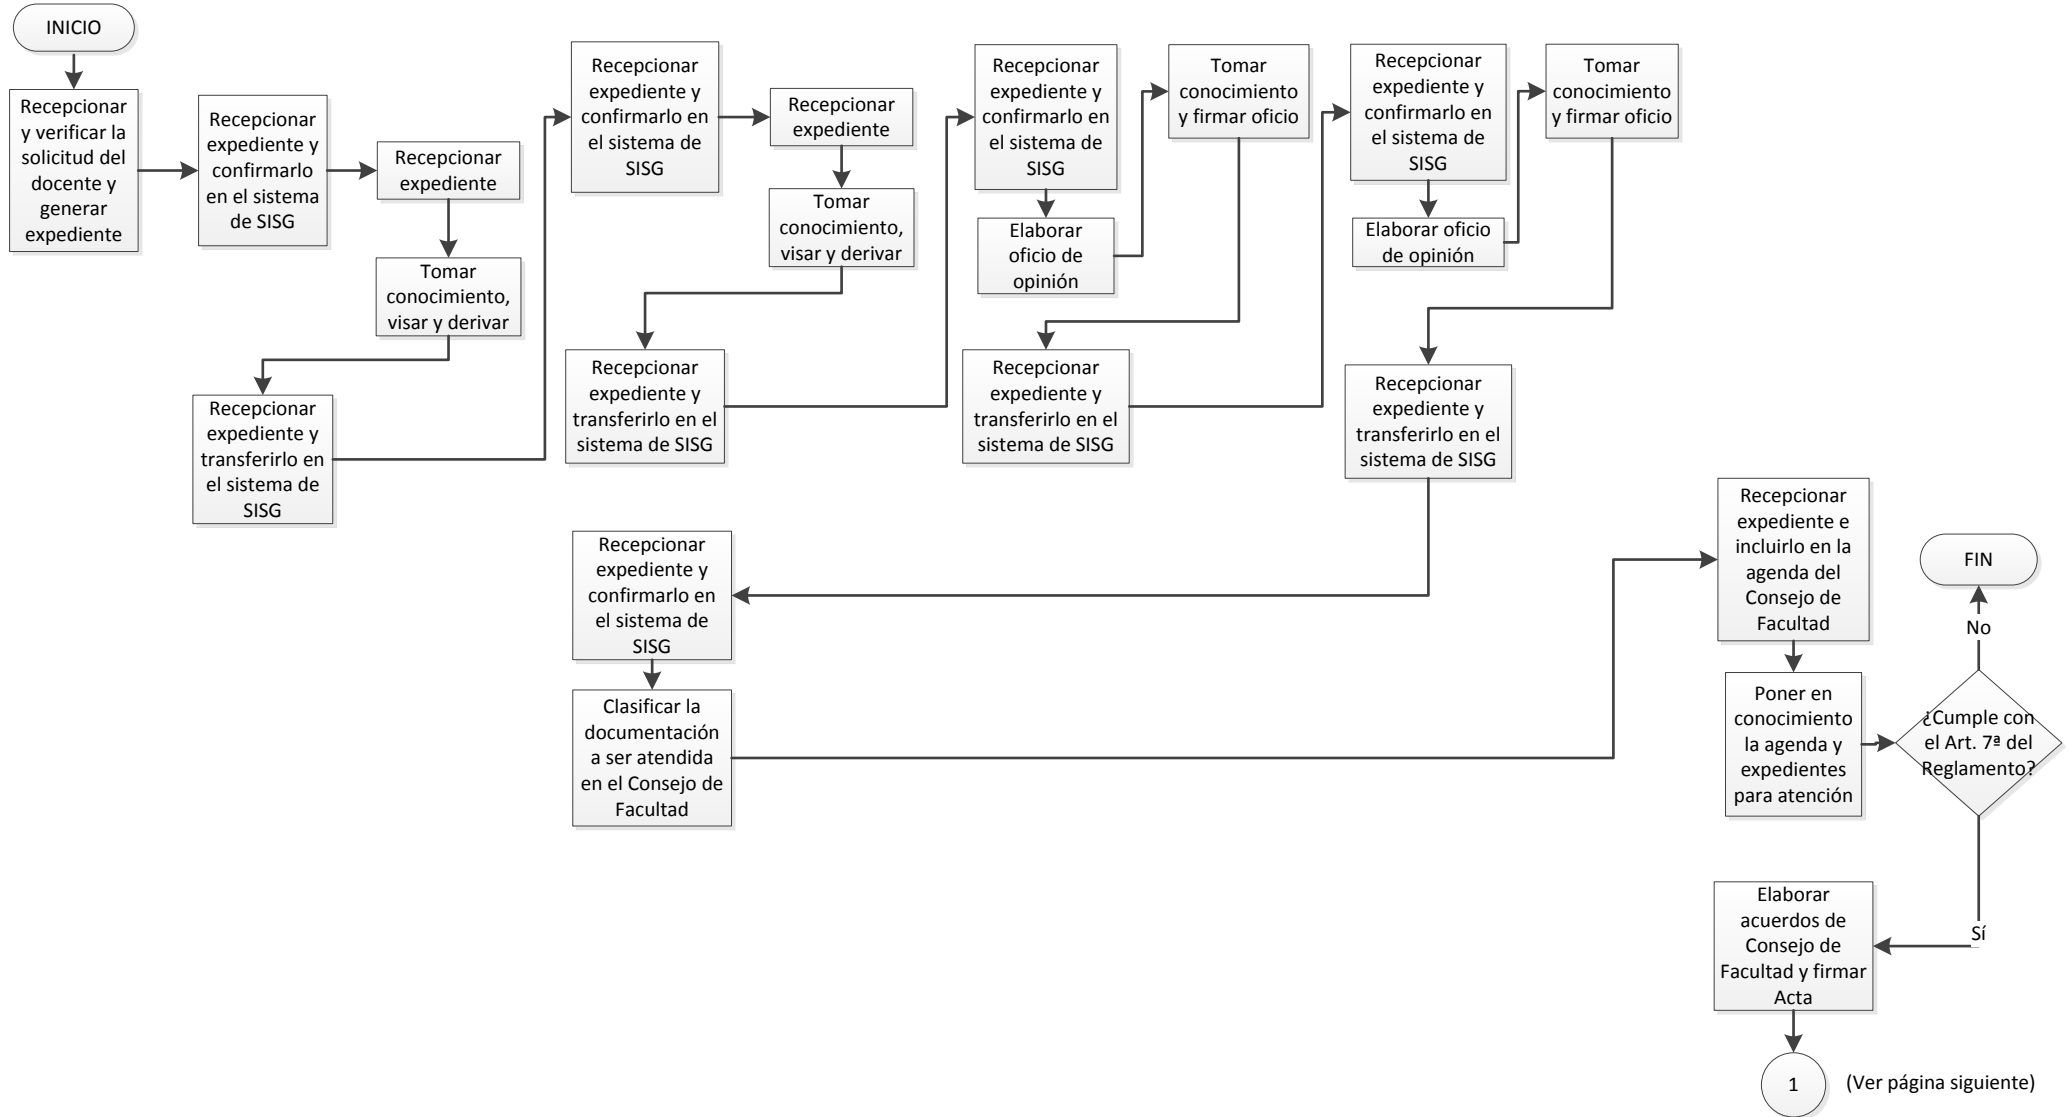 INICIO
Recepcionar
y verificar la
solicitud del
docente y
generar
expediente
Recepcionar
expediente y
confirmarlo
en el sistema
de SISG
Recepcionar
expediente
Tomar
conocimiento,
visar y derivar
Recepcionar
expediente y
transferirlo en
el sistema de
SISG
Recepcionar
expediente y
confirmarlo en
el sistema de
SISG
Recepcionar
expediente
Tomar
conocimiento,
visar y derivar
Recepcionar
expediente y
transferirlo en el
sistema de SISG
Recepcionar
expediente y
confirmarlo en
el sistema de
SISG
Elaborar
oficio de
opinión
Tomar
conocimiento
y firmar oficio
Recepcionar
expediente y
transferirlo en el
sistema de SISG
Recepcionar
expediente y
confirmarlo en
el sistema de
SISG
Elaborar oficio
de opinión
Tomar
conocimiento
y firmar oficio
Recepcionar
expediente y
transferirlo en el
sistema de SISG
Recepcionar
expediente y
confirmarlo en
el sistema de
SISG
Clasificar la
documentación
a ser atendida
en el Consejo de
Facultad
Recepcionar
expediente e
incluirlo en la
agenda del
Consejo de
Facultad
Poner en
conocimiento
la agenda y
expedientes
para atención
¿Cumple con
el Art. 7ª del
Reglamento?
No
FIN
Sí
Elaborar
acuerdos de
Consejo de
Facultad y firmar
Acta
1
(Ver página siguiente)